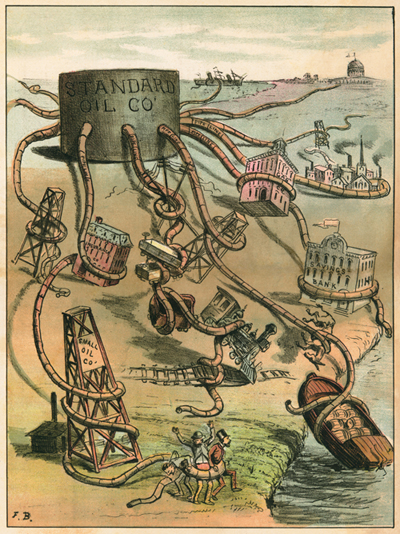 STANDARD
OIL CO
SMALL
OIL
CO
BANK
F.B.